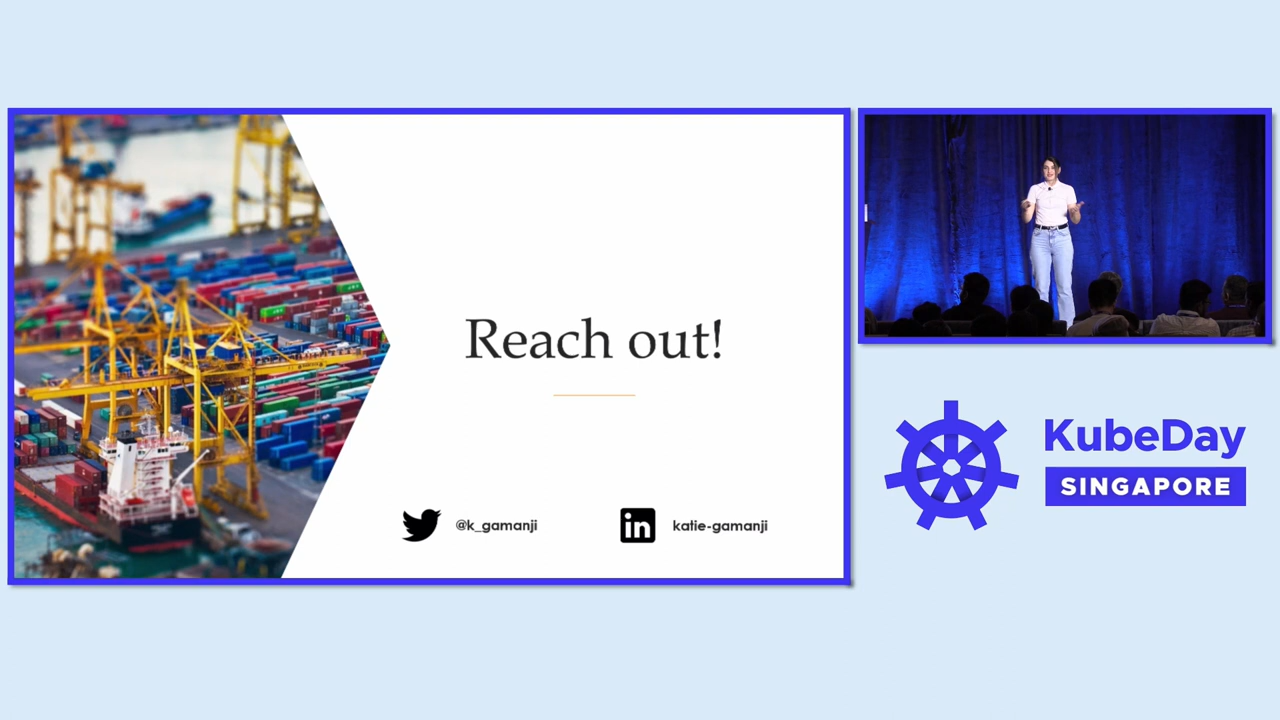 Reach out!
@k_gamanji
katie-gamanji
KubeDay
SINGAPORE